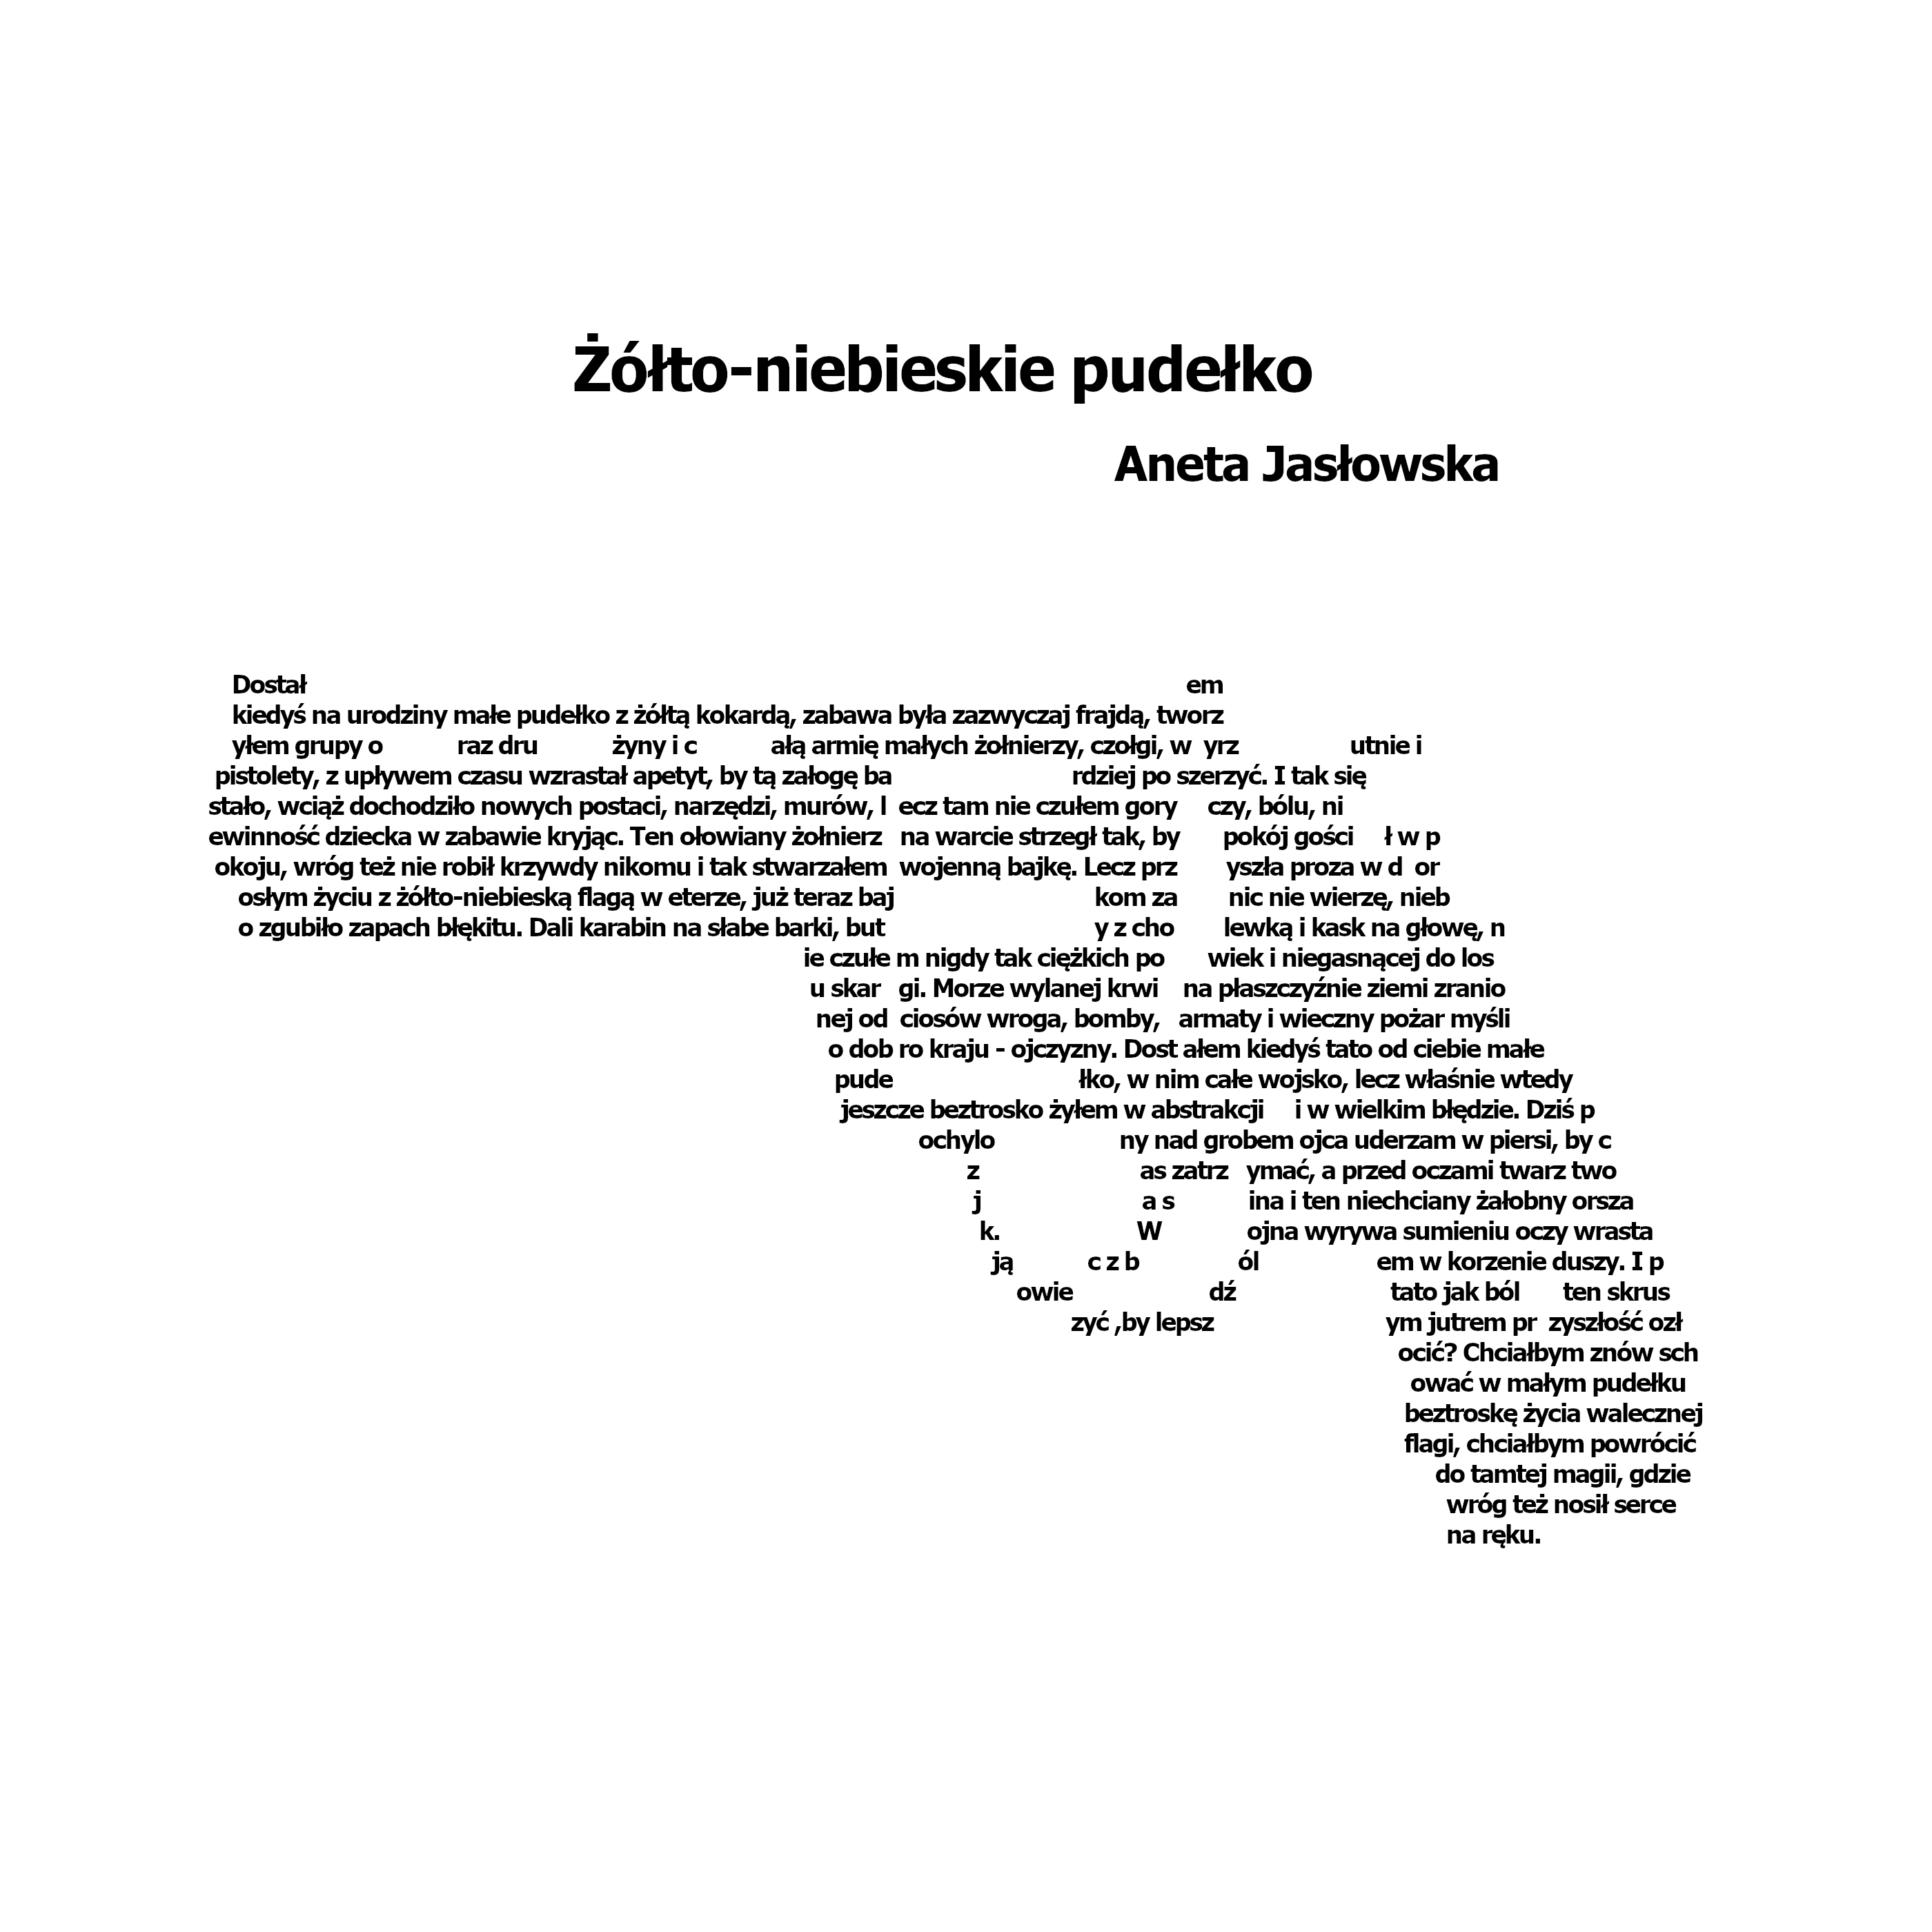 Żółto-niebieskie pudełko
Aneta Jasłowska
Dostał em
kiedyś na urodziny małe pudełko z żółtą kokardą, zabawa była zazwyczaj frajdą, tworz
yłem grupy o raz dru żyny i c ałą armię małych żołnierzy, czołgi, w yrz utnie i
pistolety, z upływem czasu wzrastał apetyt, by tą załogę ba rdziej po szerzyć. I tak się
stało, wciąż dochodziło nowych postaci, narzędzi, murów, l ecz tam nie czułem gory czy, bólu, ni
ewinność dziecka w zabawie kryjąc. Ten ołowiany żołnierz na warcie strzegł tak, by pokój gości ł w p
okoju, wróg też nie robił krzywdy nikomu i tak stwarzałem wojenną bajkę. Lecz prz yszła proza w d or
osłym życiu z żółto-niebieską flagą w eterze, już teraz baj kom za nic nie wierzę, nieb
o zgubiło zapach błękitu. Dali karabin na słabe barki, but y z cho lewką i kask na głowę, n
ie czułe m nigdy tak ciężkich po wiek i niegasnącej do los
u skar gi. Morze wylanej krwi na płaszczyźnie ziemi zranio
nej od ciosów wroga, bomby, armaty i wieczny pożar myśli
o dob ro kraju - ojczyzny. Dost ałem kiedyś tato od ciebie małe
pude łko, w nim całe wojsko, lecz właśnie wtedy
jeszcze beztrosko żyłem w abstrakcji i w wielkim błędzie. Dziś p
ochylo ny nad grobem ojca uderzam w piersi, by c
z as zatrz ymać, a przed oczami twarz two
j a s ina i ten niechciany żałobny orsza
k. W ojna wyrywa sumieniu oczy wrasta
ją c z b ól em w korzenie duszy. I p
owie dź tato jak ból ten skrus
zyć ,by lepsz ym jutrem pr zyszłość ozł
ocić? Chciałbym znów sch
ować w małym pudełku
beztroskę życia walecznej
flagi, chciałbym powrócić
do tamtej magii, gdzie
wróg też nosił serce
na ręku.